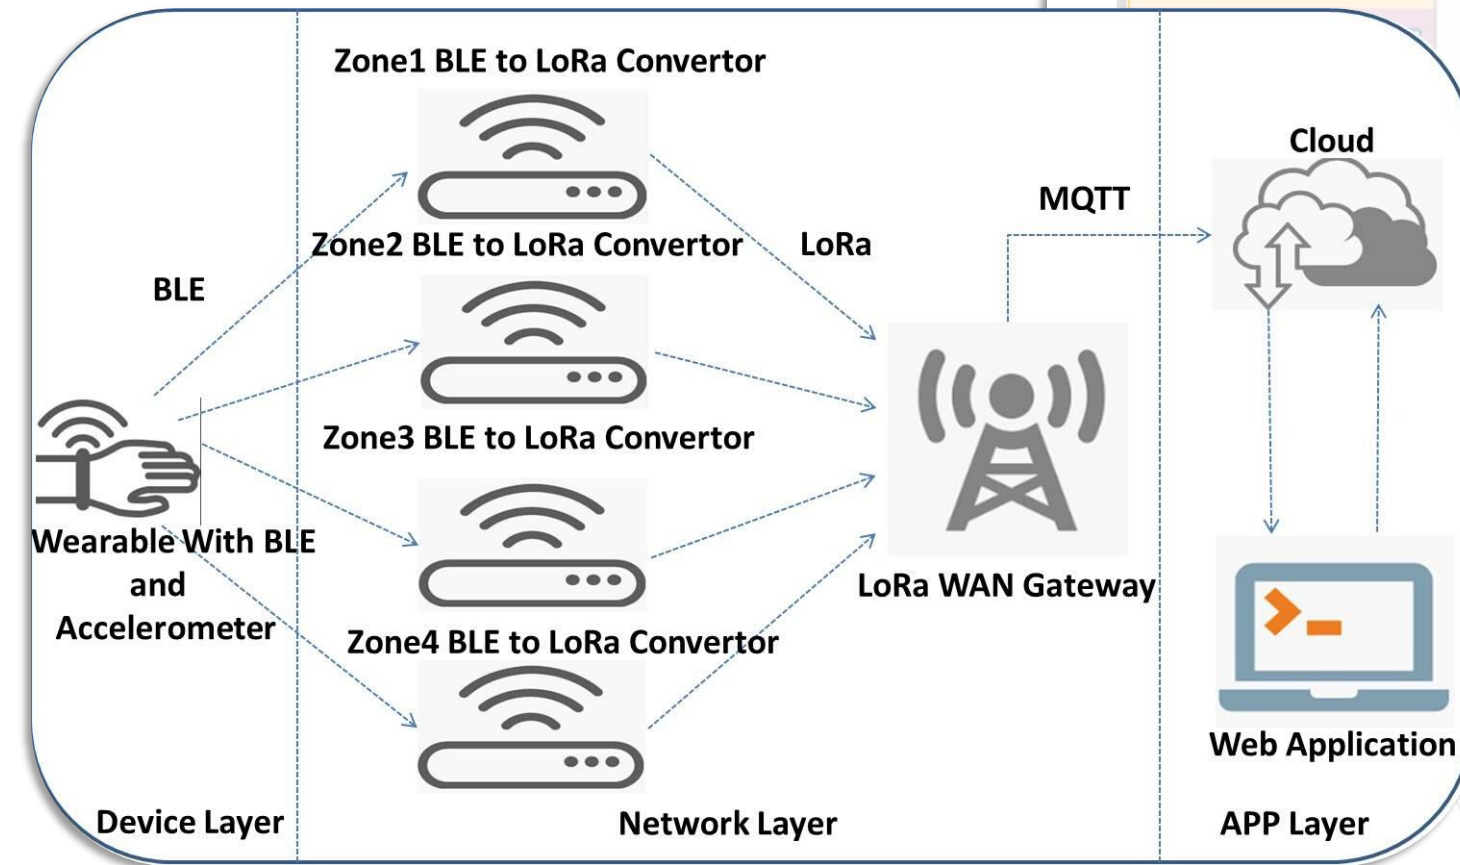 Zone1 BLE to LoRa Convertor
Cloud
MQTT
Zone2 BLE to LoRa Convertor
LoRa
BLE
Zone3 BLE to LoRa Convertor
Wearable With BLE
and
Accelerometer
LoRa WAN Gateway
Zone4 BLE to LoRa Convertor
Web Application
Device Layer
Network Layer
APP Layer